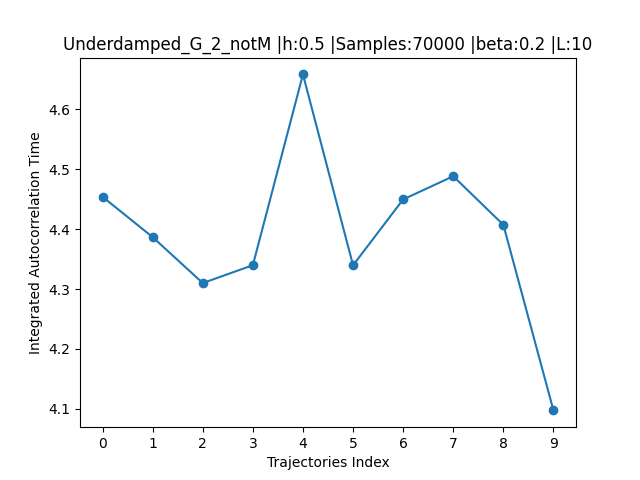 Underdamped_G_2_notM |h:0.5 |Samples:70000 |beta:0.2 |L:10
Integrated Autocorrelation Time
4.6
4.5
4.4
4.3
4.2
4.1
0 1 2 3 4 5 6 7 8 9
Trajectories Index